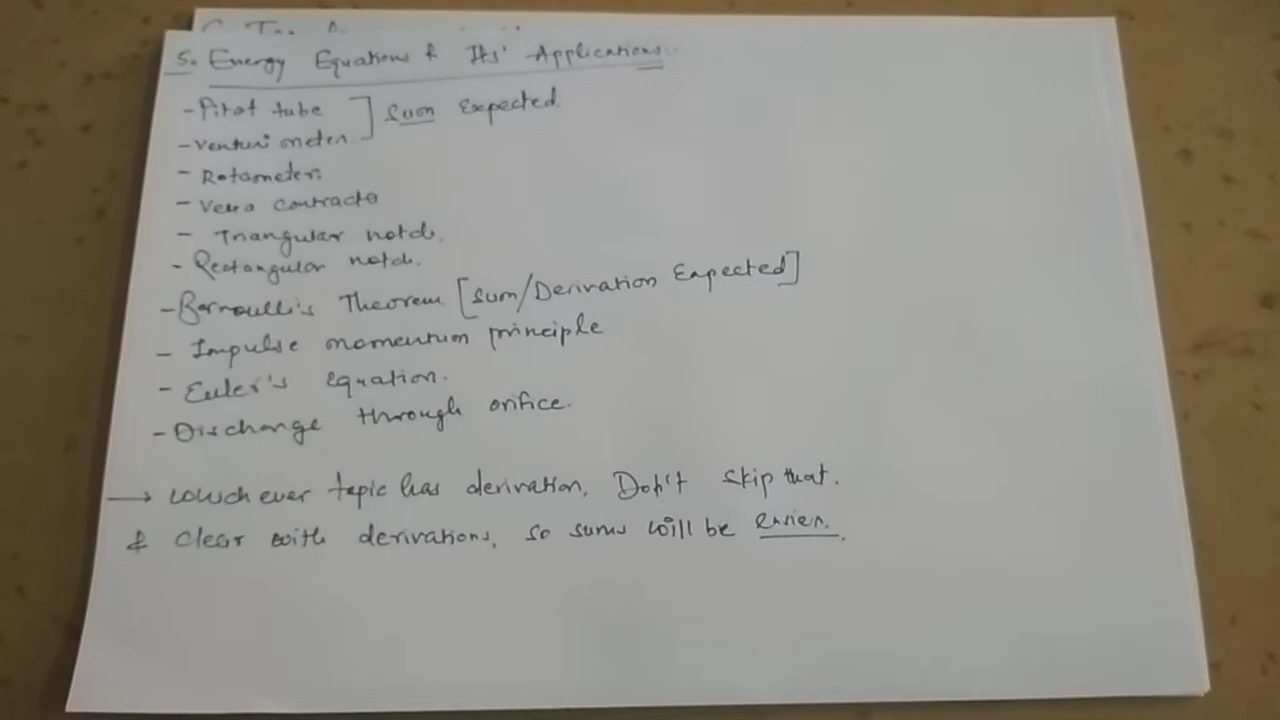 5. Energy Equations & Its' Applications.
- Pitot tube ] Sum Expected.
- Venturi meter.
- Rotameter.
- Vena contracta
- Triangular notch.
- Rectangular notch.
- Bernoulli's Theorem [Sum/Derivation Expected]
- Impulse momentum principle
- Euler's equation.
- Discharge through orifice.
→ Whichever topic has derivation, Don't skip that.
& Clear with derivations, so sums will be easier.